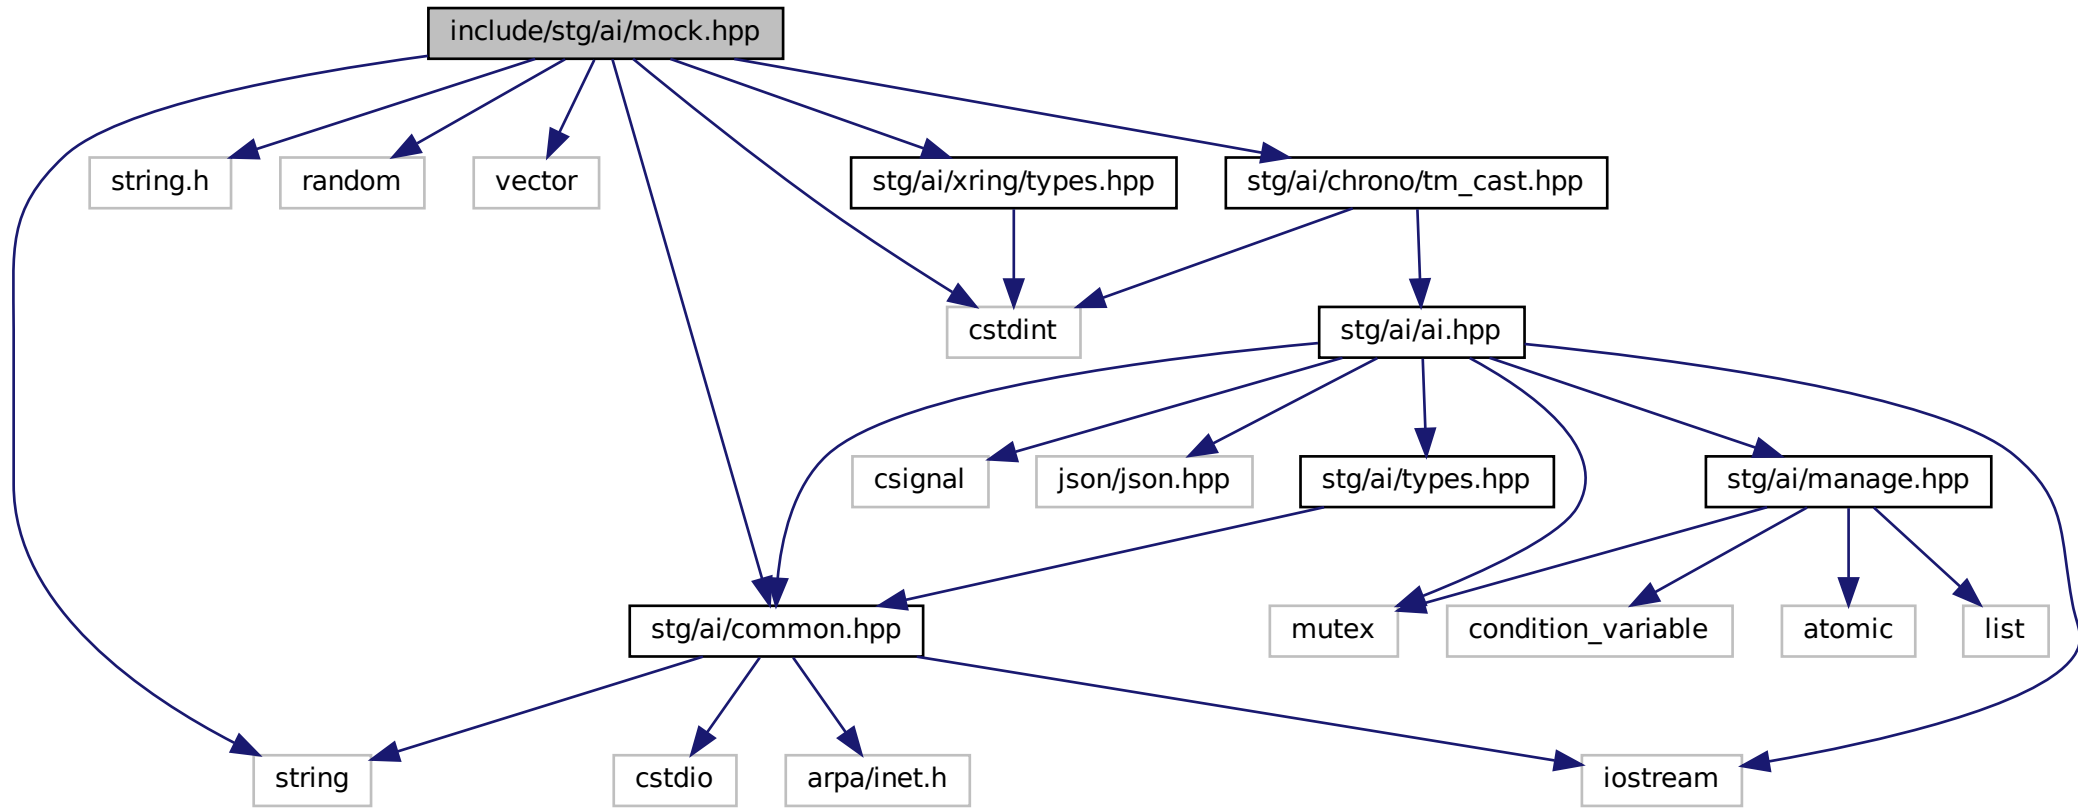 include/stg/ai/mock.hpp
string.h
random
vector
stg/ai/xring/types.hpp
stg/ai/chrono/tm_cast.hpp
cstdint
stg/ai/ai.hpp
csignal
json/json.hpp
stg/ai/types.hpp
stg/ai/manage.hpp
stg/ai/common.hpp
mutex
condition_variable
atomic
list
string
cstdio
arpa/inet.h
iostream